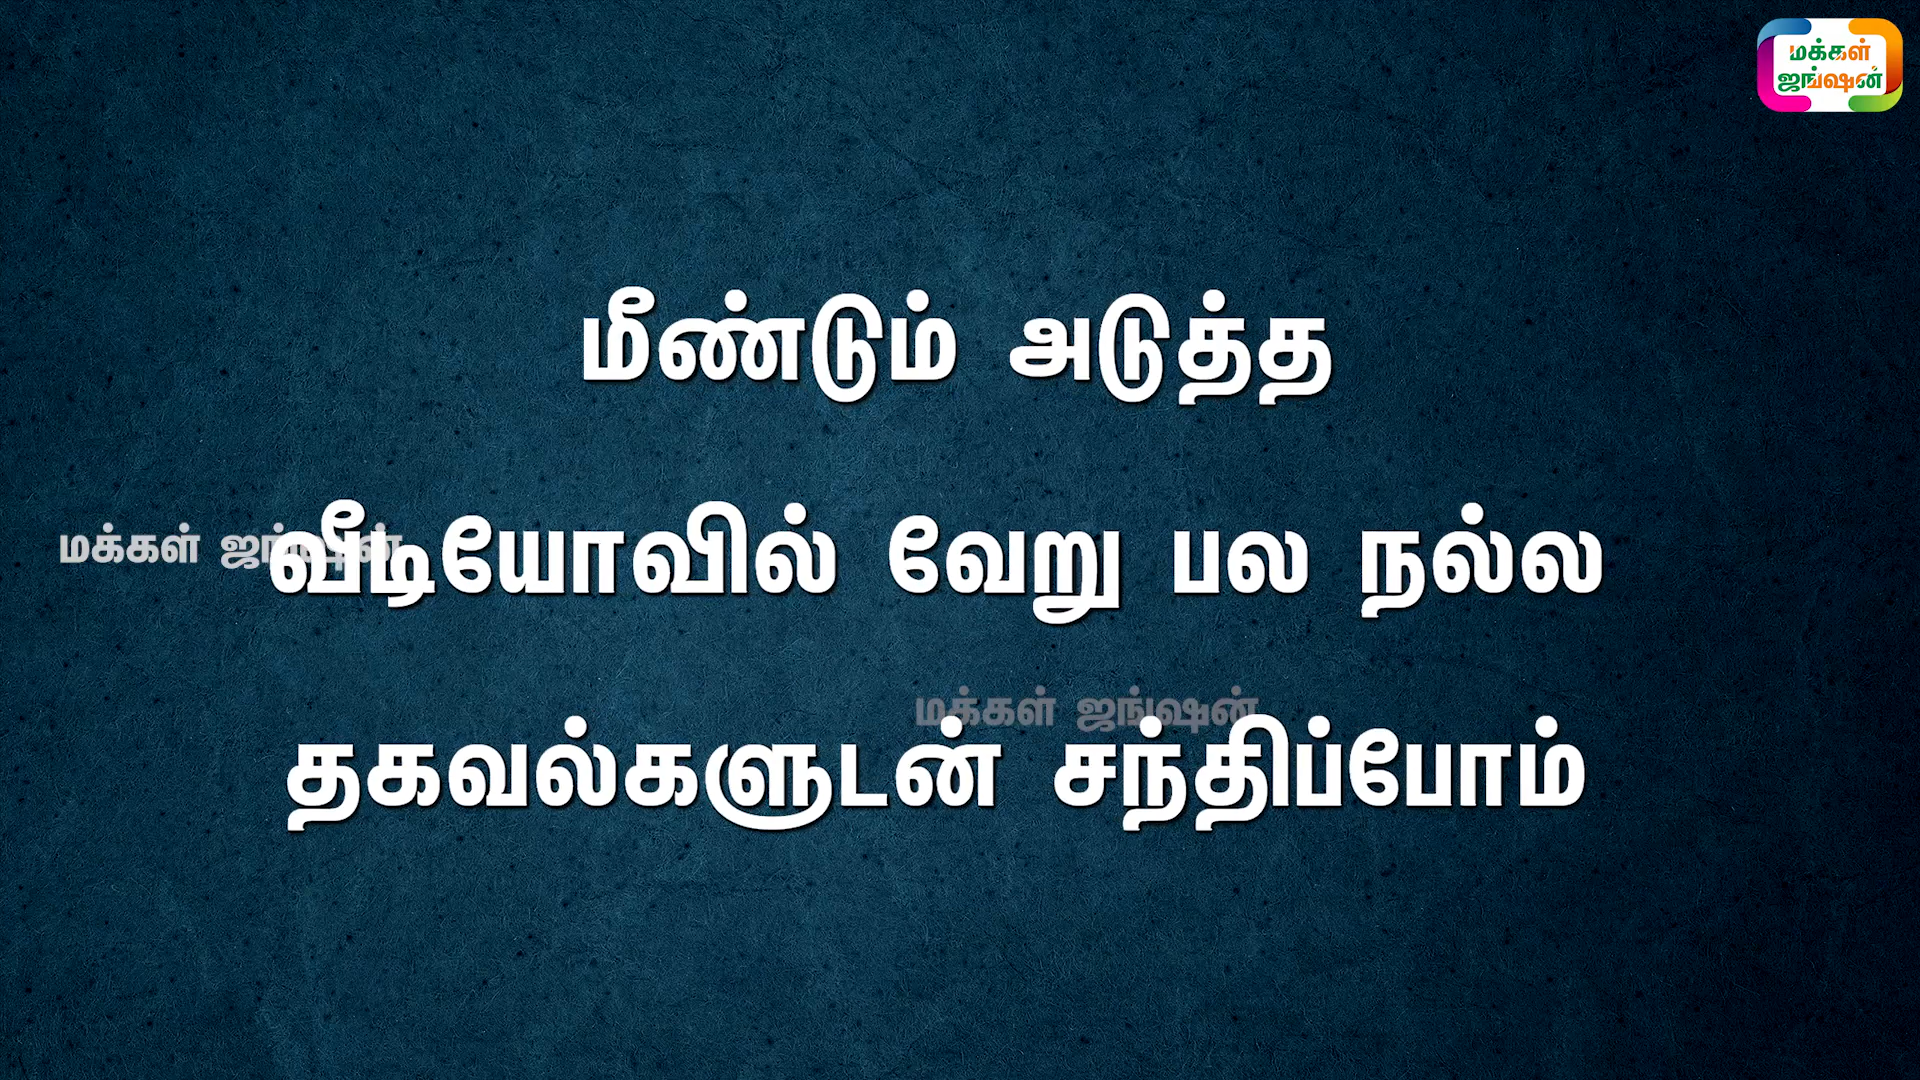 மக்கள்
ஜங்ஷன்
மீண்டும் அடுத்த
மக்கள் ஜங்ஷன்
வீடியோவில் வேறு பல நல்ல
மக்கள் ஜங்ஷன்
தகவல்களுடன் சந்திப்போம்